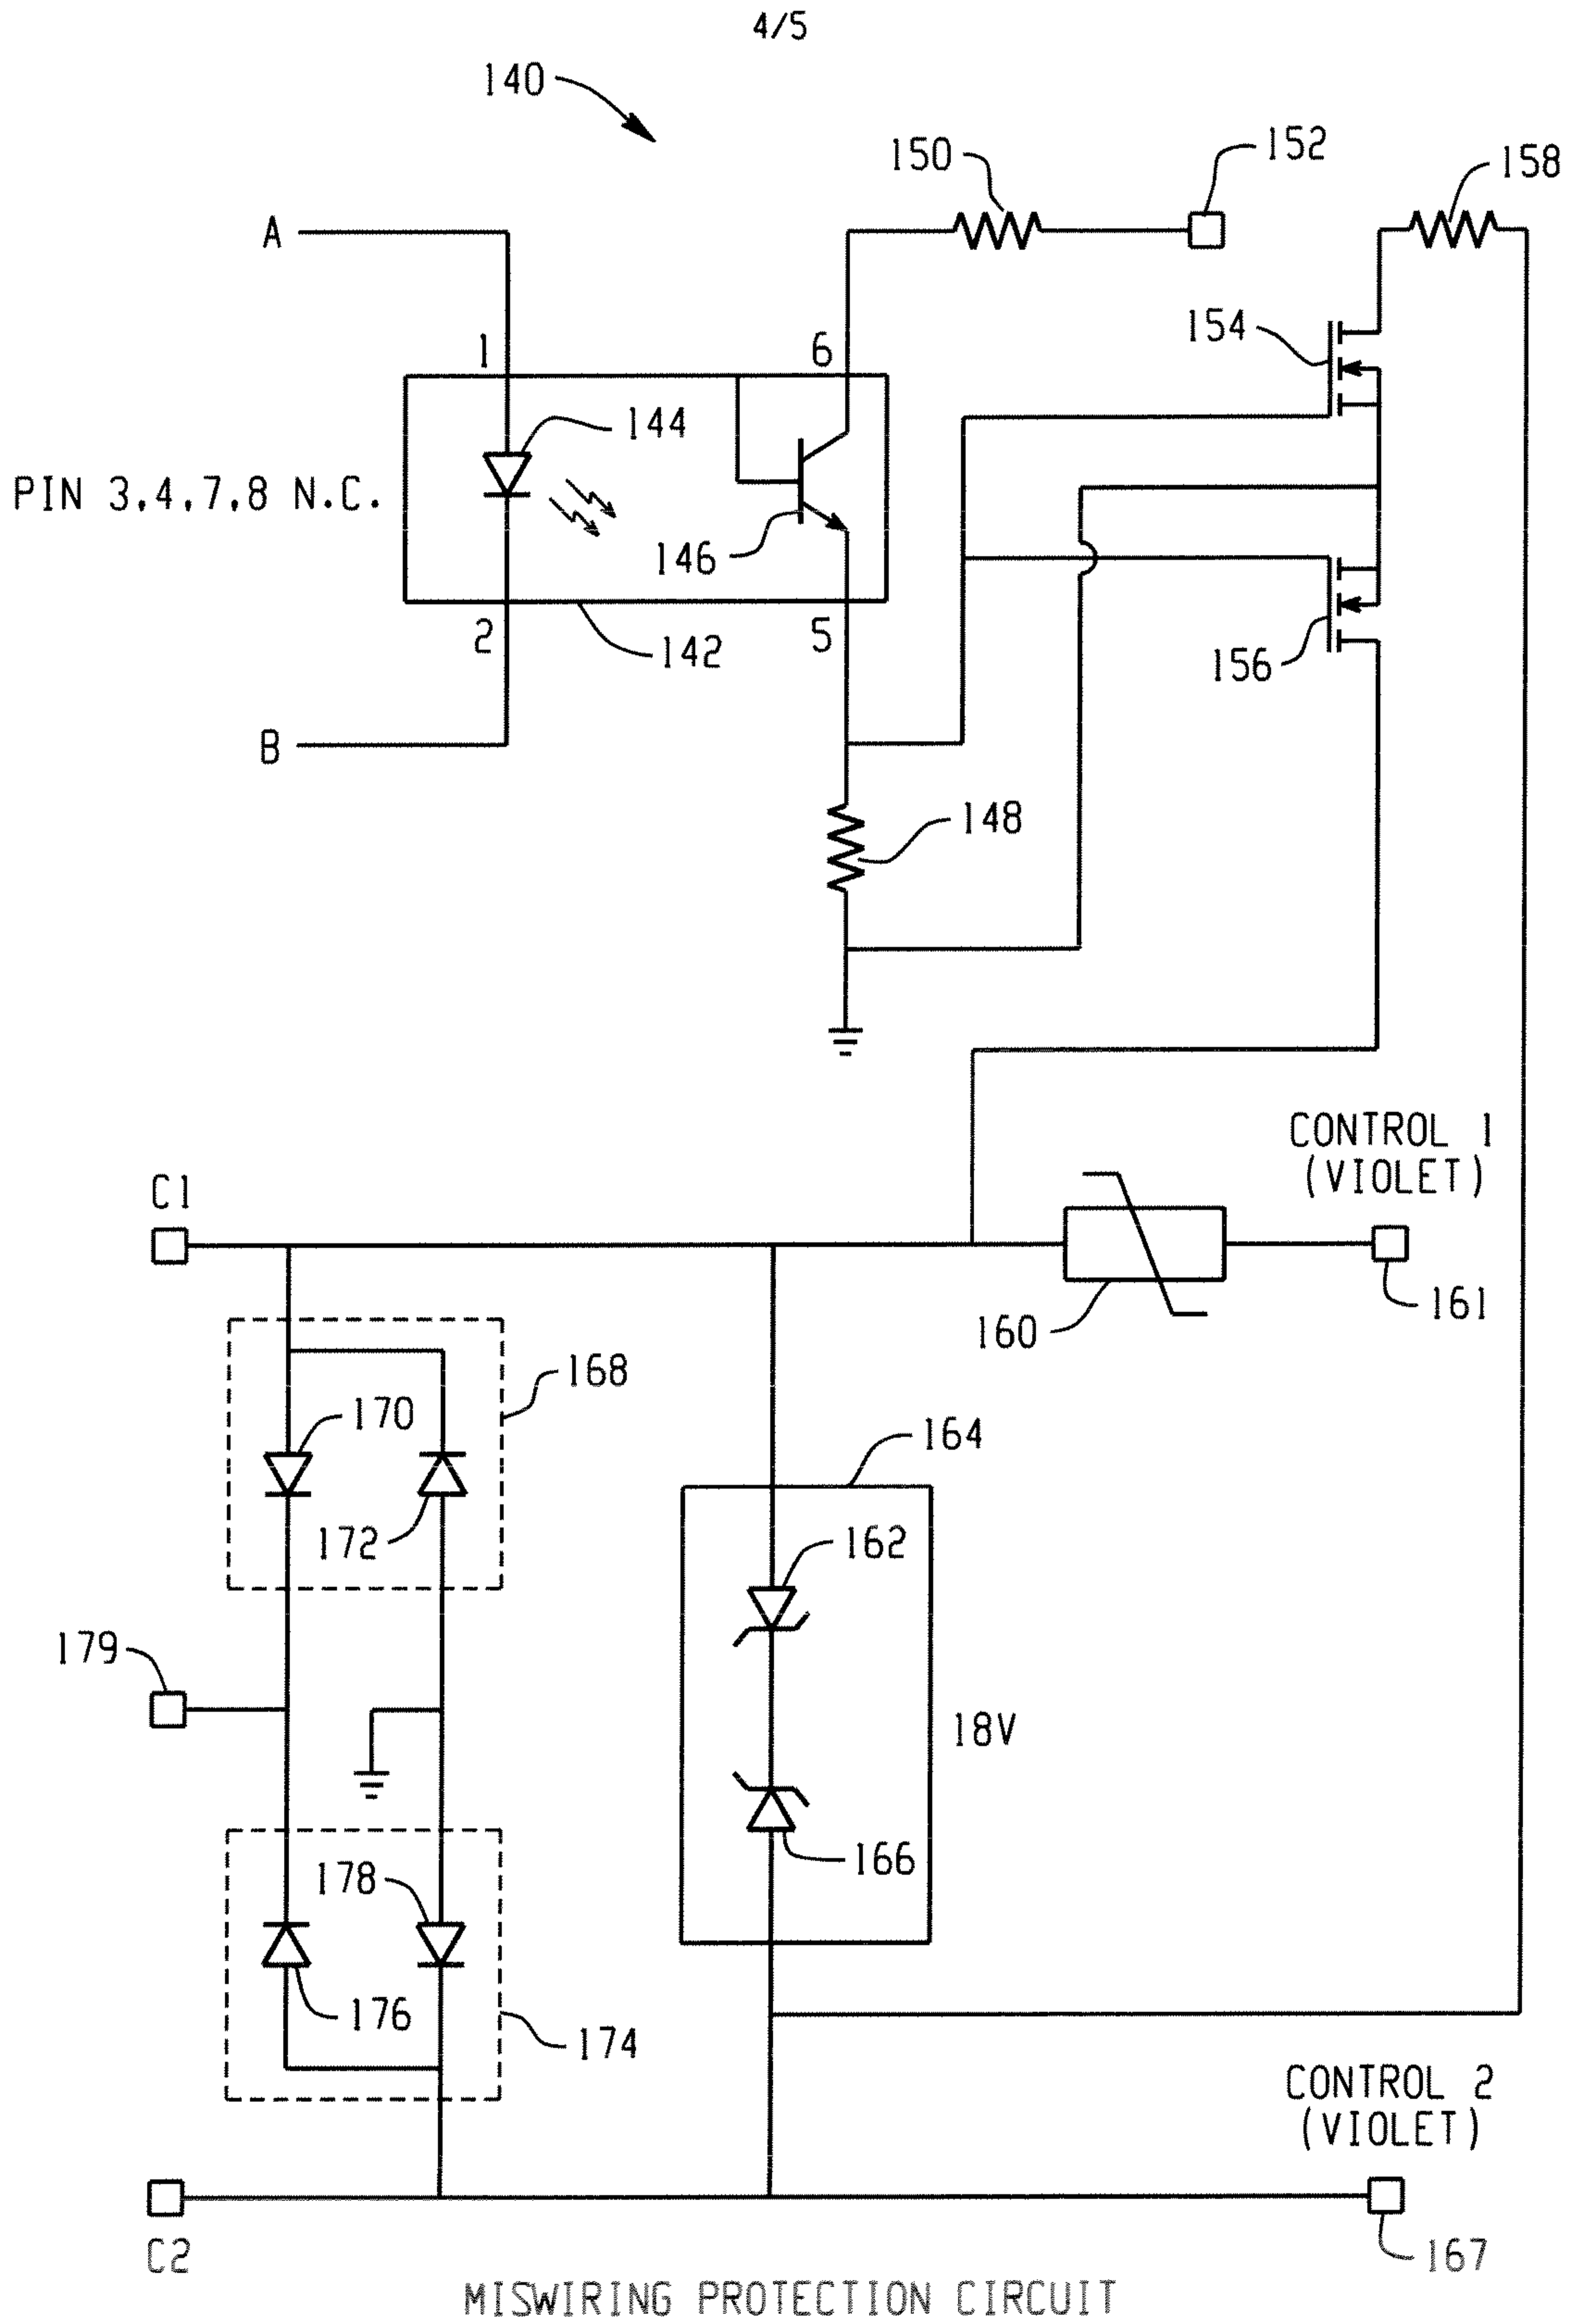 4/5
140
150
152
158
A
154
1
6
144
PIN 3,4,7,8 N.C.
146
2
142
5
156
B
148
CONTROL 1
(VIOLET)
C1
160
161
168
170
164
172
162
179
18V
166
178
176
174
CONTROL 2
(VIOLET)
C2
167
MISWIRING PROTECTION CIRCUIT